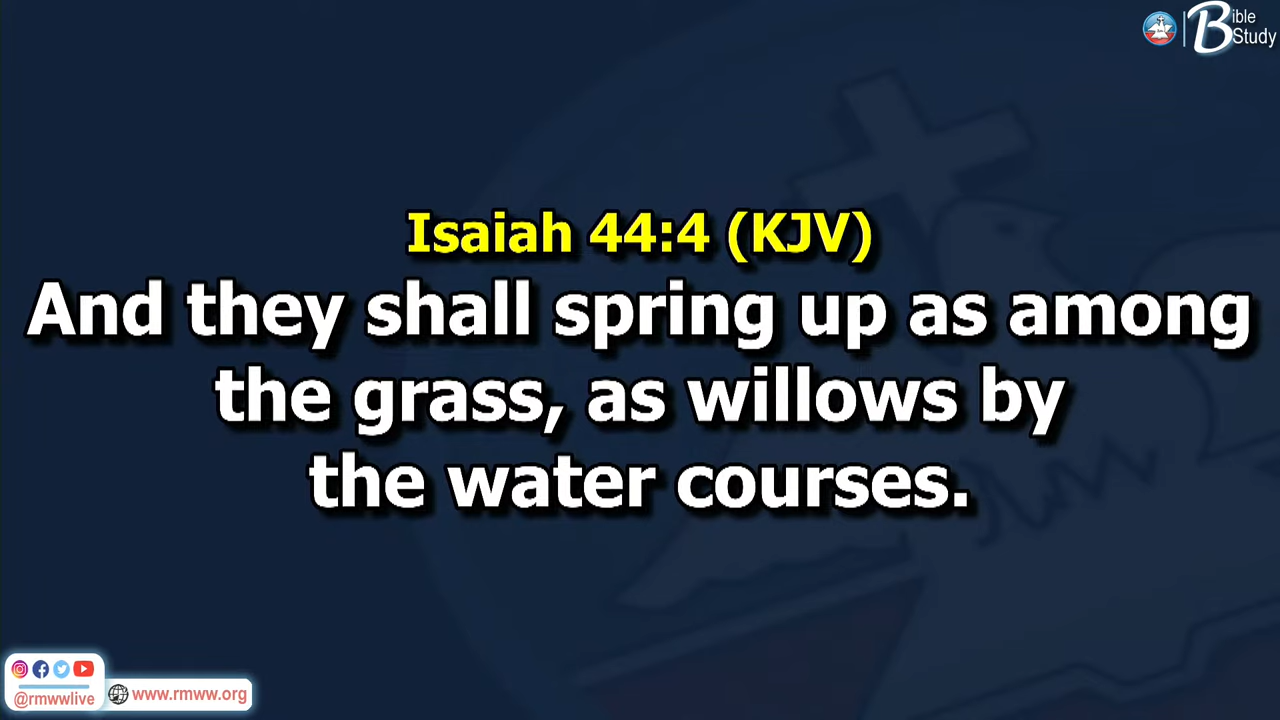 Bible
Study
Isaiah 44:4 (KJV)
And they shall spring up as among
the grass, as willows by
the water courses.
@rmwwlive
www.rmww.org